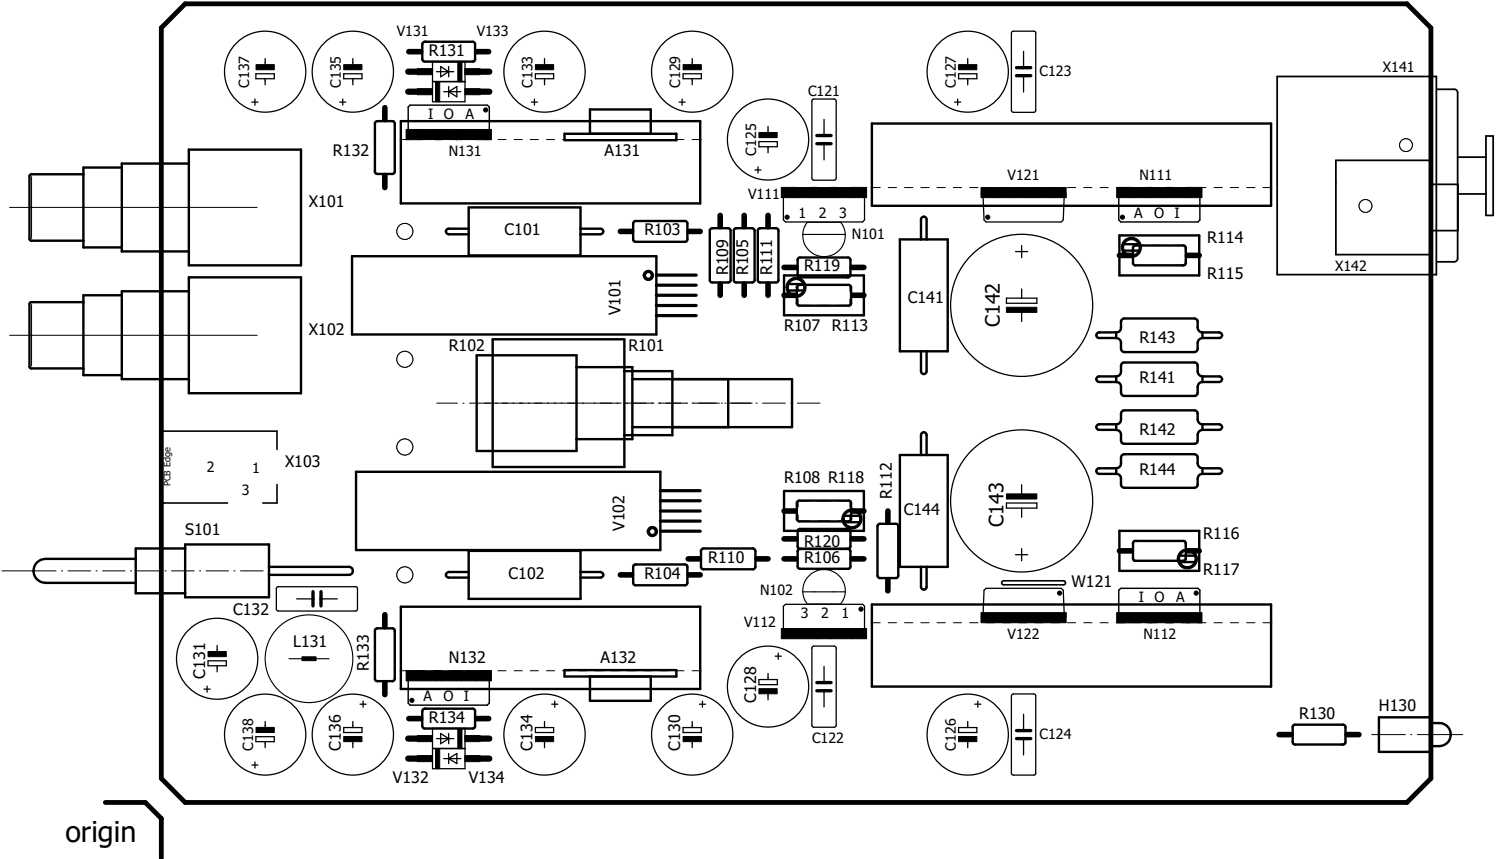 V131 V133
X141
C137 C135 R131 C133 C129 C127 C123
C121
I O A
C125
R132 N131 A131
V121 N111
V111
X101
1 2 3
A O I
C101 R103 N101
R109 R105 R111
R114
R119
X142 R115
V101
C141 C142
X102
R107 R113
R143
R102 R101
R141
R142
PCB Edge
2 1 X103
3
R108 R118 R112
R144
C143
S101
V102
C144
R116
R120
R110 R106
R117
C102 R104
W121
C132
N102
I O A
3 2 1
V112
V122 N112
L131
C131
R133
N132 A132
C128
A O I
C138 C136 R134 C134 C130 C126 C124
C122
R130 H130
V132 V134
origin